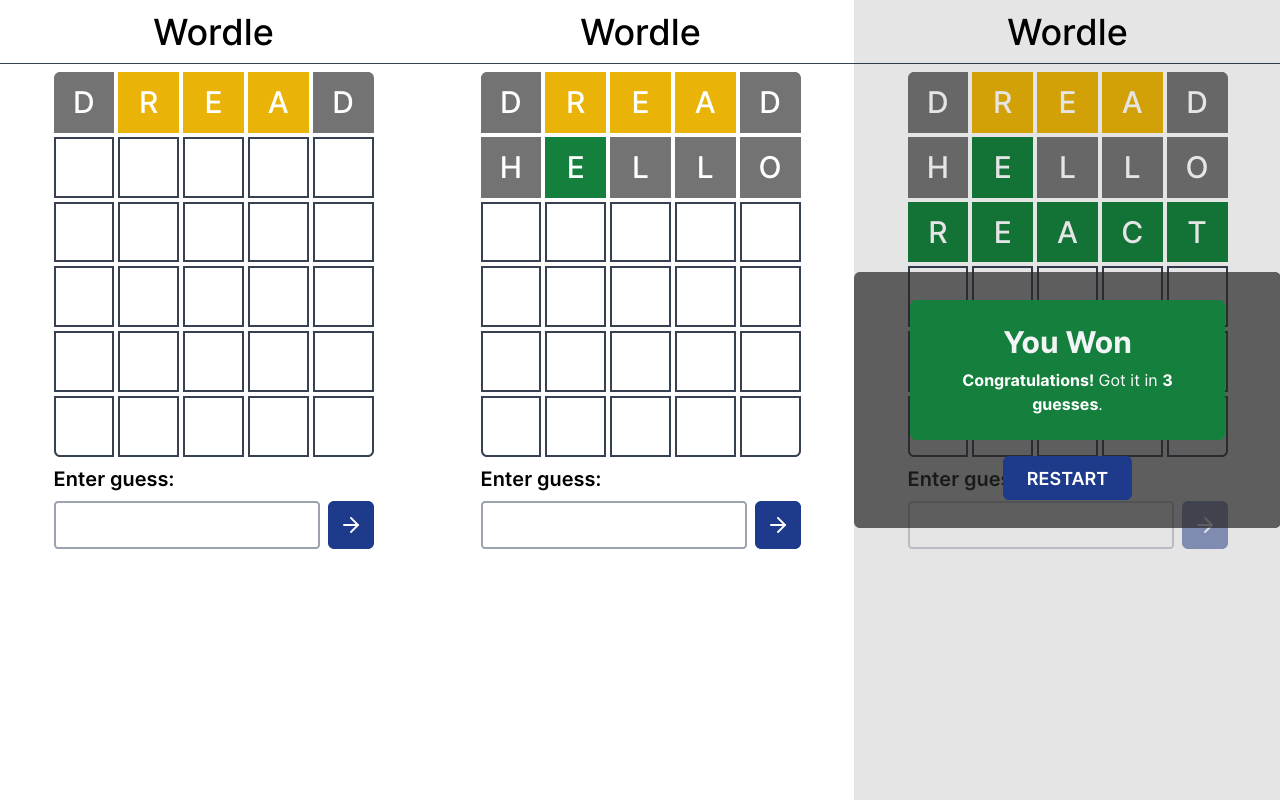 Wordle
D R E A D
Enter guess:
Wordle
D R E A D
H E L L O
Enter guess:
Wordle
D R E A D
H E L L O
R E A C T
You Won
Congratulations! Got it in 3
guesses.
Enter gues
RESTART